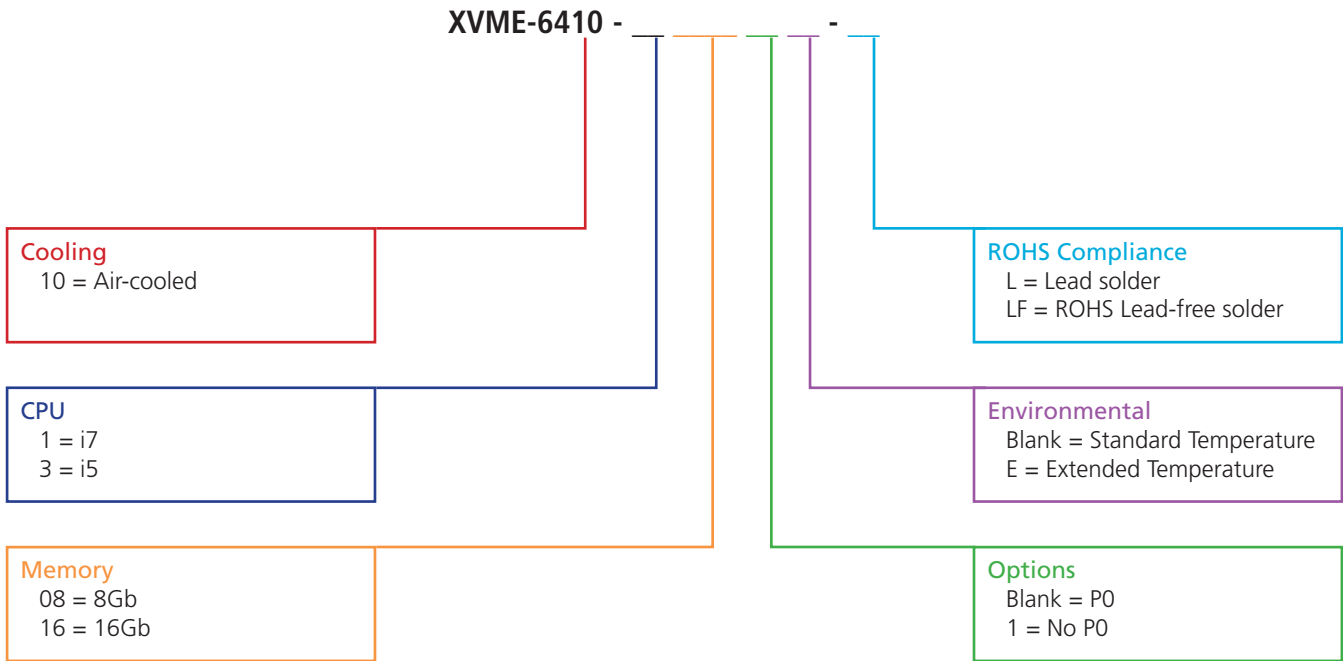 XVME-6410 - __ ____ __ __ - __
Cooling
10 = Air-cooled
CPU
1 = i7
3 = i5
Memory
08 = 8Gb
16 = 16Gb
ROHS Compliance
L = Lead solder
LF = ROHS Lead-free solder
Environmental
Blank = Standard Temperature
E = Extended Temperature
Options
Blank = P0
1 = No P0